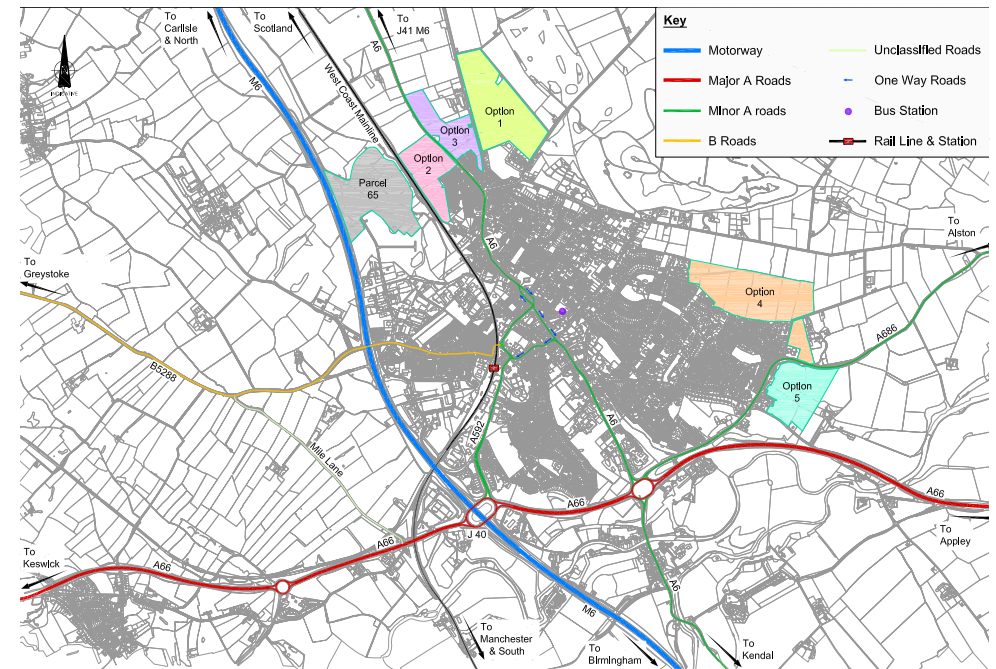 To
Carlisle
& North
To
Scotland
To
J41 M6
A6
M6
West Coast Mainline
INDICATIVE
Key
Motorway
Major A Roads
Minor A roads
B Roads
Unclassified Roads
One Way Roads
Bus Station
Rail Line & Station
Option
1
Option
3
Option
2
Parcel
65
A6
To
Alston
To
Greystoke
Option
4
A686
B5288
Option
5
A592
A6
Mile Lane
A66
A66
To
Appley
J 40
A66
To
Keswick
A66
A6
M6
To
Manchester
& South
To
Birmingham
To
Kendal